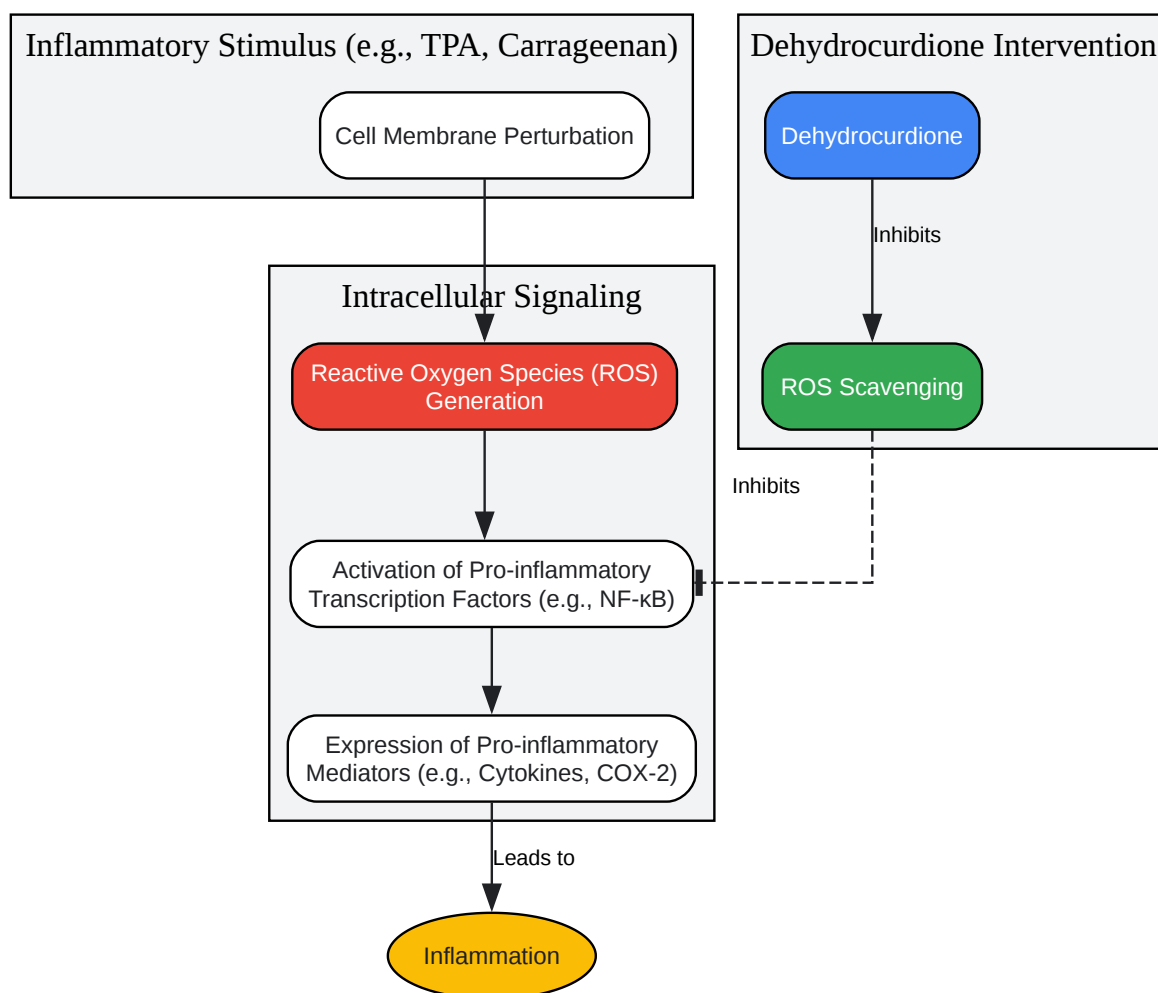 Inflammatory Stimulus (e.g., TPA, Carrageenan)
Cell Membrane Perturbation
Dehydrocurdione Intervention
Dehydrocurdione
Inhibits
ROS Scavenging
Intracellular Signaling
Reactive Oxygen Species (ROS)
Generation
Inhibits
Activation of Pro-inflammatory
Transcription Factors (e.g., NF-κB)
Expression of Pro-inflammatory
Mediators (e.g., Cytokines, COX-2)
Leads to
Inflammation